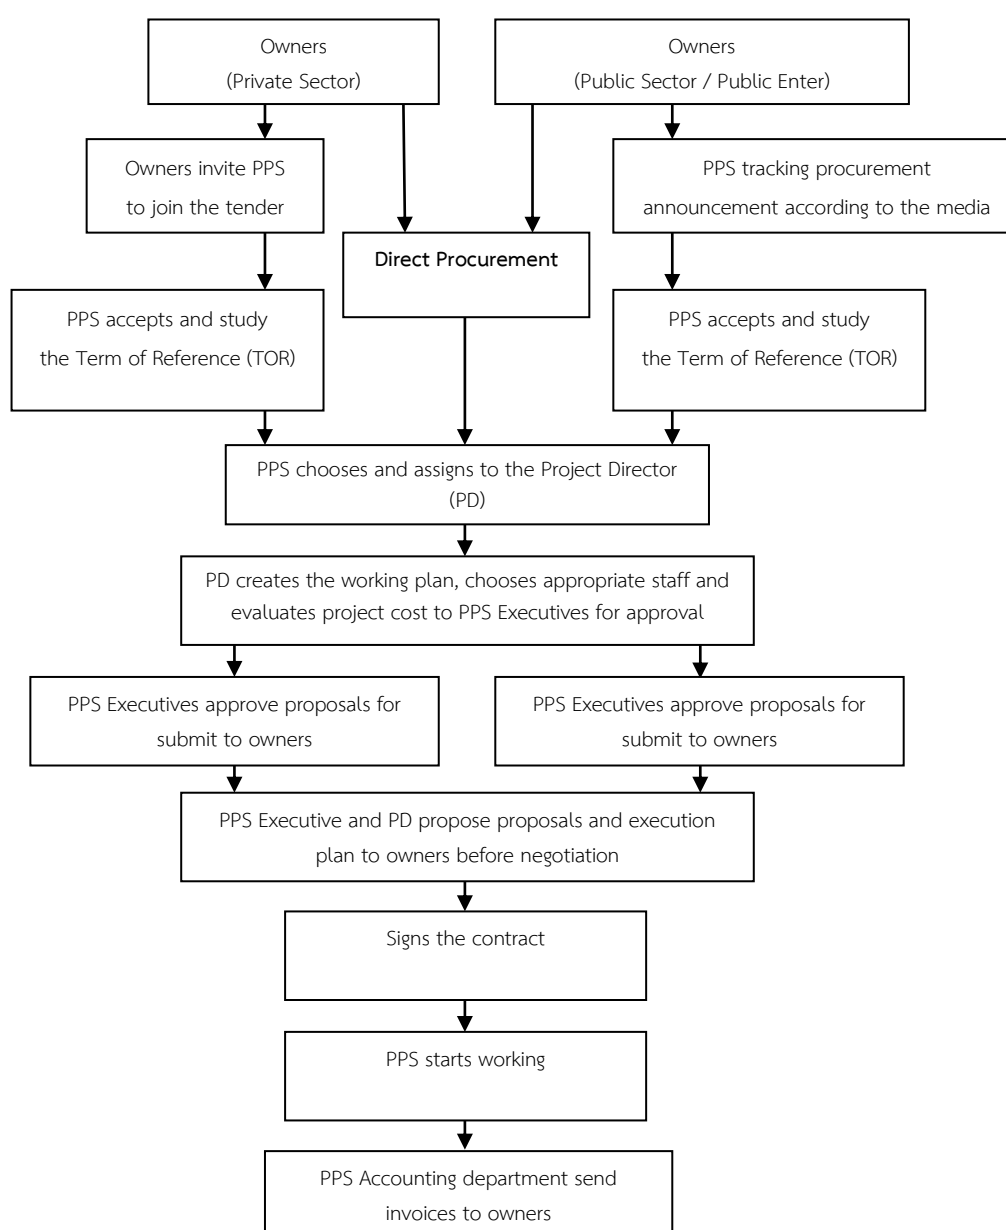 Owners
(Private Sector)
Owners
(Public Sector / Public Enter)
Owners invite PPS
to join the tender
PPS tracking procurement
announcement according to the media
Direct Procurement
PPS accepts and study
the Term of Reference (TOR)
PPS accepts and study
the Term of Reference (TOR)
PPS chooses and assigns to the Project Director
(PD)
PD creates the working plan, chooses appropriate staff and
evaluates project cost to PPS Executives for approval
PPS Executives approve proposals for
submit to owners
PPS Executives approve proposals for
submit to owners
PPS Executive and PD propose proposals and execution
plan to owners before negotiation
Signs the contract
PPS starts working
PPS Accounting department send
invoices to owners